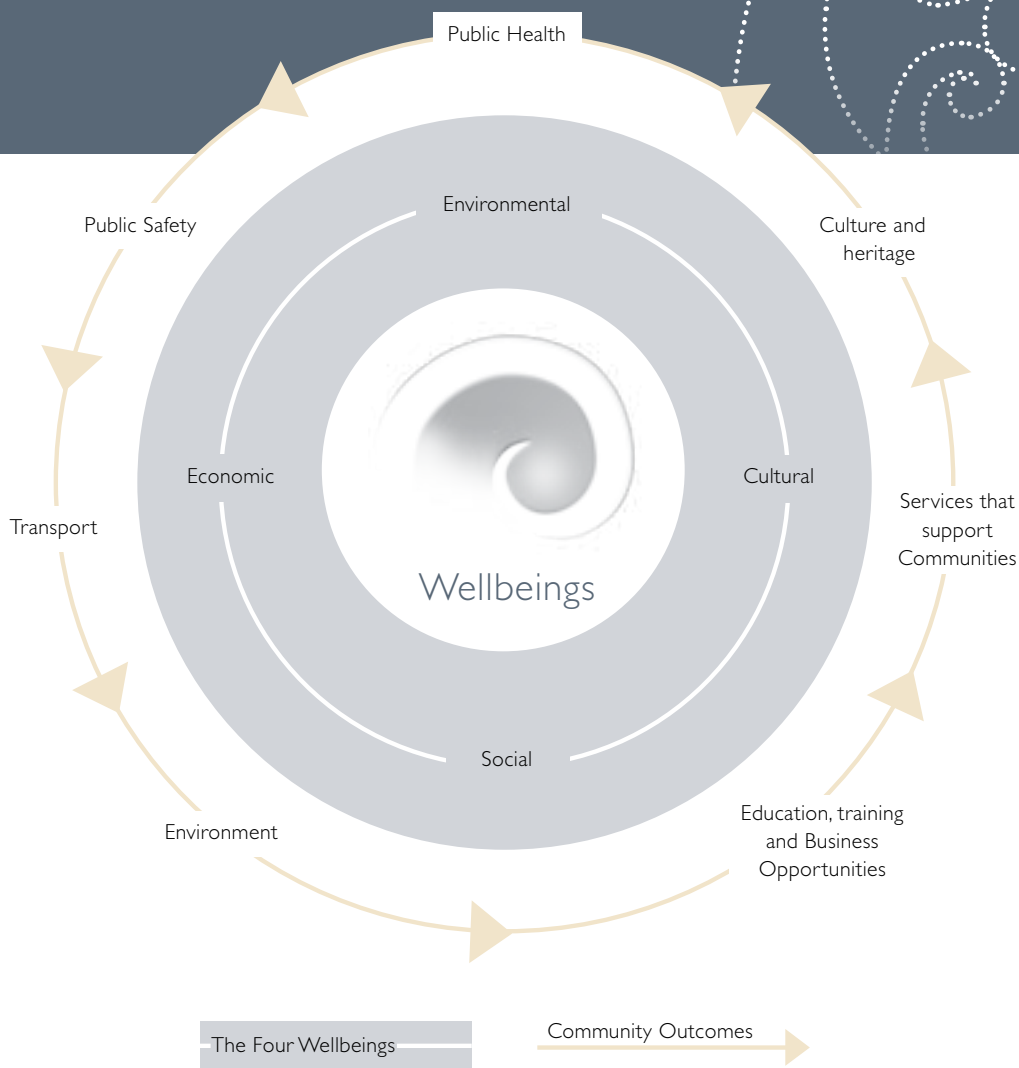 Public Health
Environmental
Public Safety
Culture and
heritage
Economic
Cultural
Transport
Services that
support
Communities
Wellbeings
Social
Environment
Education, training
and Business
Opportunities
The Four Wellbeings
Community Outcomes